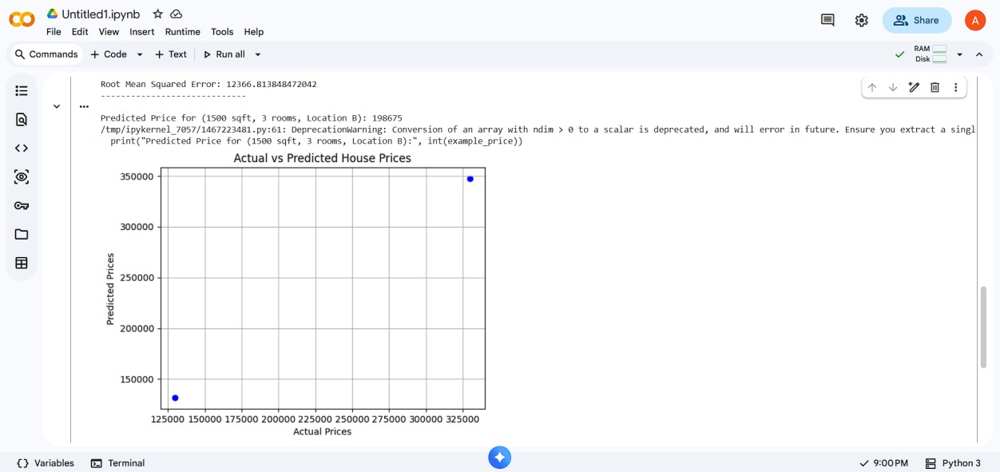 Untitled1.ipynb
File Edit View Insert Runtime Tools Help
Share
A
Commands + Code + Text Run all
RAM
Disk
Root Mean Squared Error: 12366.813848472042
-----------------------------
Predicted Price for (1500 sqft, 3 rooms, Location B): 198675
/tmp/ipykernel_7057/1467223481.py:61: DeprecationWarning: Conversion of an array with ndim > 0 to a scalar is deprecated, and will error in future. Ensure you extract a singl
print("Predicted Price for (1500 sqft, 3 rooms, Location B):", int(example_price))
Actual vs Predicted House Prices
350000
300000
250000
200000
150000
Predicted Prices
125000 150000 175000 200000 225000 250000 275000 300000 325000
Actual Prices
{} Variables Terminal
9:00 PM Python 3